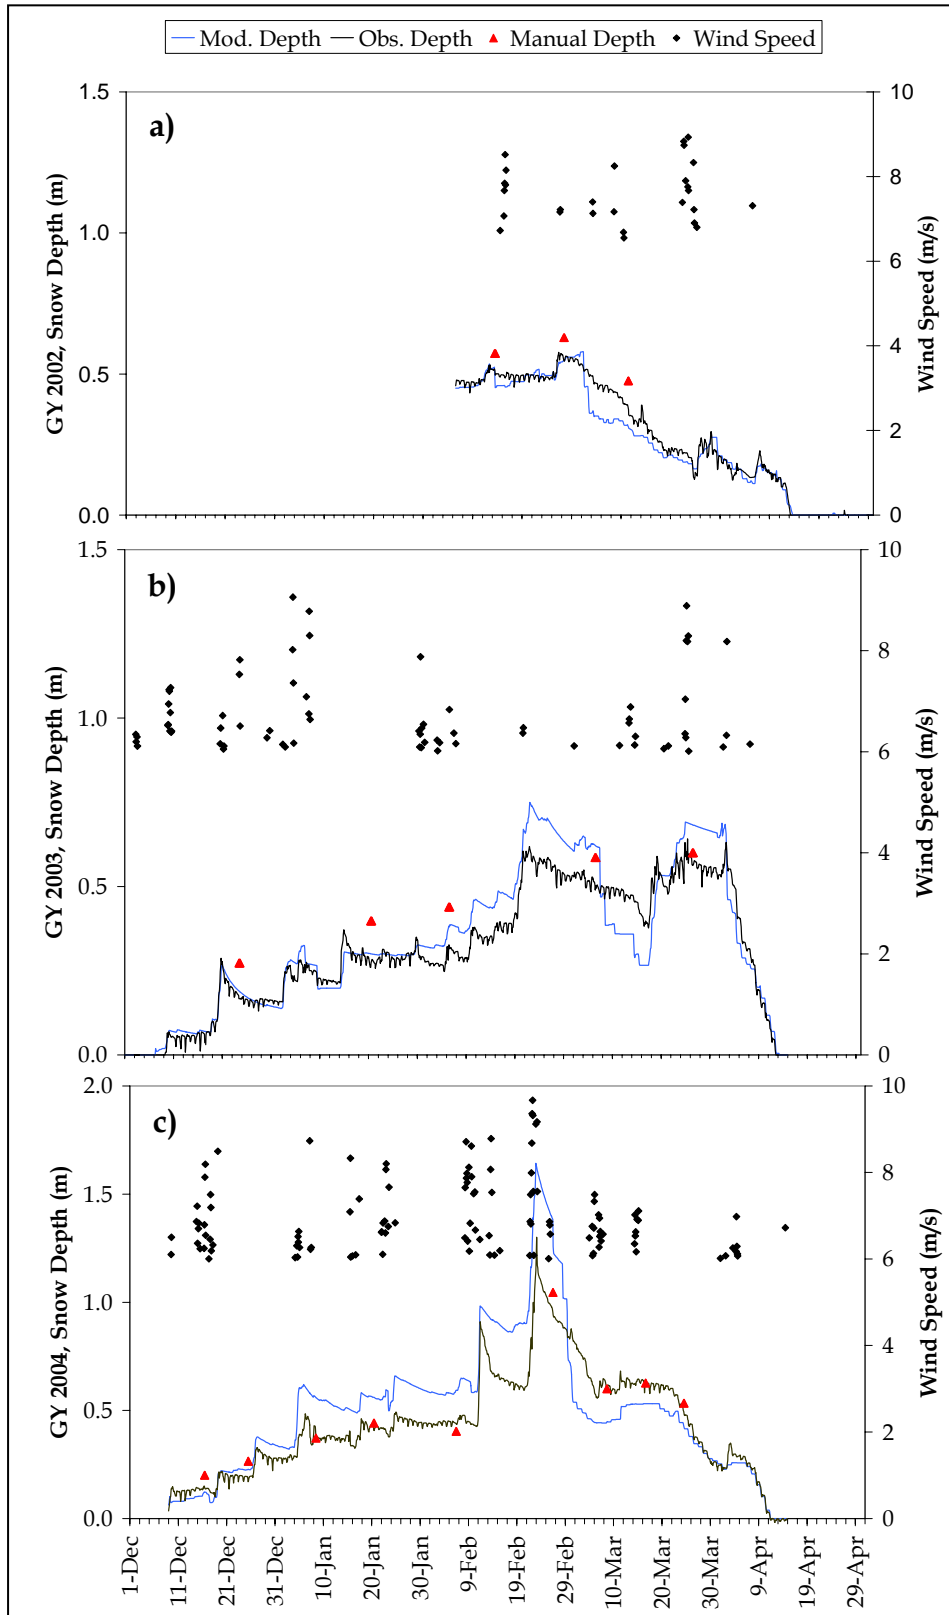 Mod. Depth Obs. Depth Manual Depth Wind Speed
a)
GY 2002, Snow Depth (m)
1.5
1.0
0.5
0.0
10
8
6
4
2
0
Wind Speed (m/s)
b)
GY 2003, Snow Depth (m)
1.5
1.0
0.5
0.0
10
8
6
4
2
0
Wind Speed (m/s)
c)
GY 2004, Snow Depth (m)
2.0
1.5
1.0
0.5
0.0
10
8
6
4
2
0
Wind Speed (m/s)
1-Dec
11-Dec
21-Dec
31-Dec
10-Jan
20-Jan
30-Jan
9-Feb
19-Feb
29-Feb
10-Mar
20-Mar
30-Mar
9-Apr
19-Apr
29-Apr